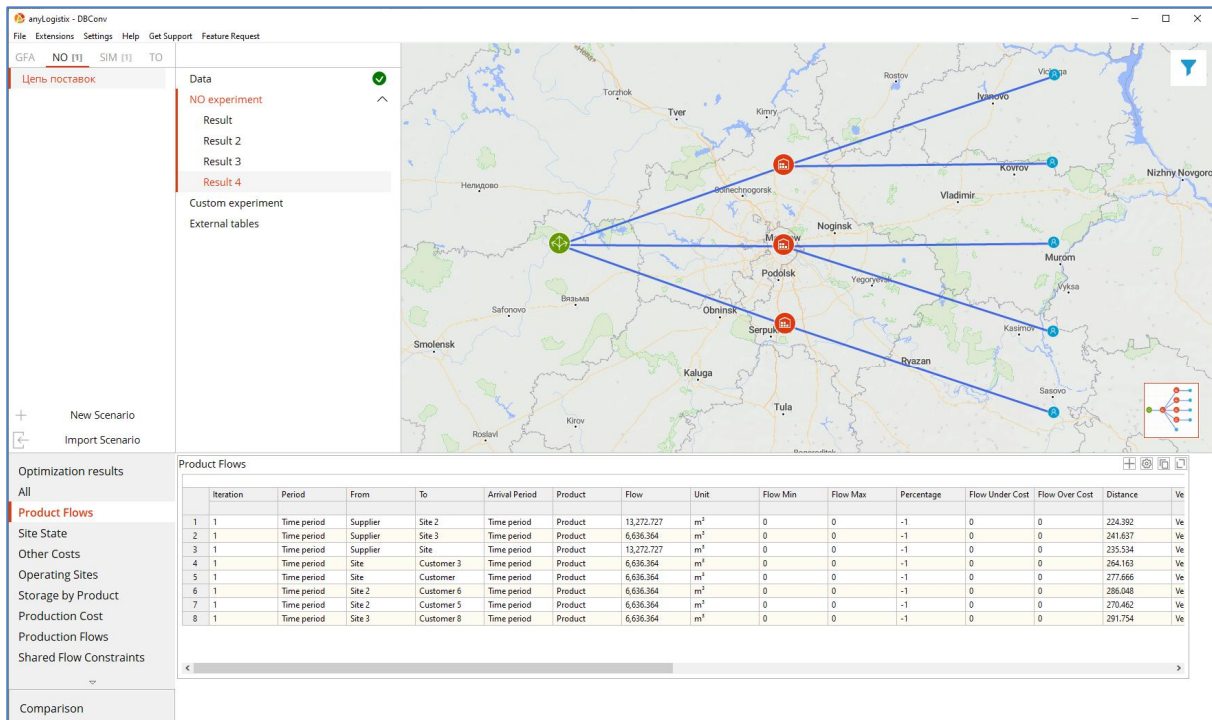 anyLogistix - DBConv
File Extensions Settings Help Get Support Feature Request
GFA NO [1] SIM [1] TO
Цепь поставок
New Scenario
Import Scenario
Data
NO experiment
Result
Result 2
Result 3
Result 4
Custom experiment
External tables
Torzhok
Rostov
Tver
Kimry
Ivanovo
Нелидово
Kovrov
Nizhny Novgoro
Vladimir
Noginsk
Murom
Podolsk
Yegoryevsk
Vyksa
Вязьма
Safonovo
Obninsk
Kasimov
Smolensk
Serpuk
Ryazan
Kaluga
Sasovo
Tula
Kirov
Roslavl
Optimization results
All
Product Flows
Site State
Other Costs
Operating Sites
Storage by Product
Production Cost
Production Flows
Shared Flow Constraints
Comparison
Product Flows
Iteration Period From To Arrival Period Product Flow Unit Flow Min Flow Max Percentage Flow Under Cost Flow Over Cost Distance Ve
1 1 Time period Supplier Site 2 Time period Product 13,272.727 m³ 0 0 -1 0 0 224.392 Ve
2 1 Time period Supplier Site 3 Time period Product 6,636.364 m³ 0 0 -1 0 0 241.637 Ve
3 1 Time period Supplier Site Time period Product 13,272.727 m³ 0 0 -1 0 0 235.534 Ve
4 1 Time period Site Customer 3 Time period Product 6,636.364 m³ 0 0 -1 0 0 264.163 Ve
5 1 Time period Site Customer Time period Product 6,636.364 m³ 0 0 -1 0 0 277.666 Ve
6 1 Time period Site 2 Customer 6 Time period Product 6,636.364 m³ 0 0 -1 0 0 286.048 Ve
7 1 Time period Site 2 Customer 5 Time period Product 6,636.364 m³ 0 0 -1 0 0 270.462 Ve
8 1 Time period Site 3 Customer 8 Time period Product 6,636.364 m³ 0 0 -1 0 0 291.754 Ve